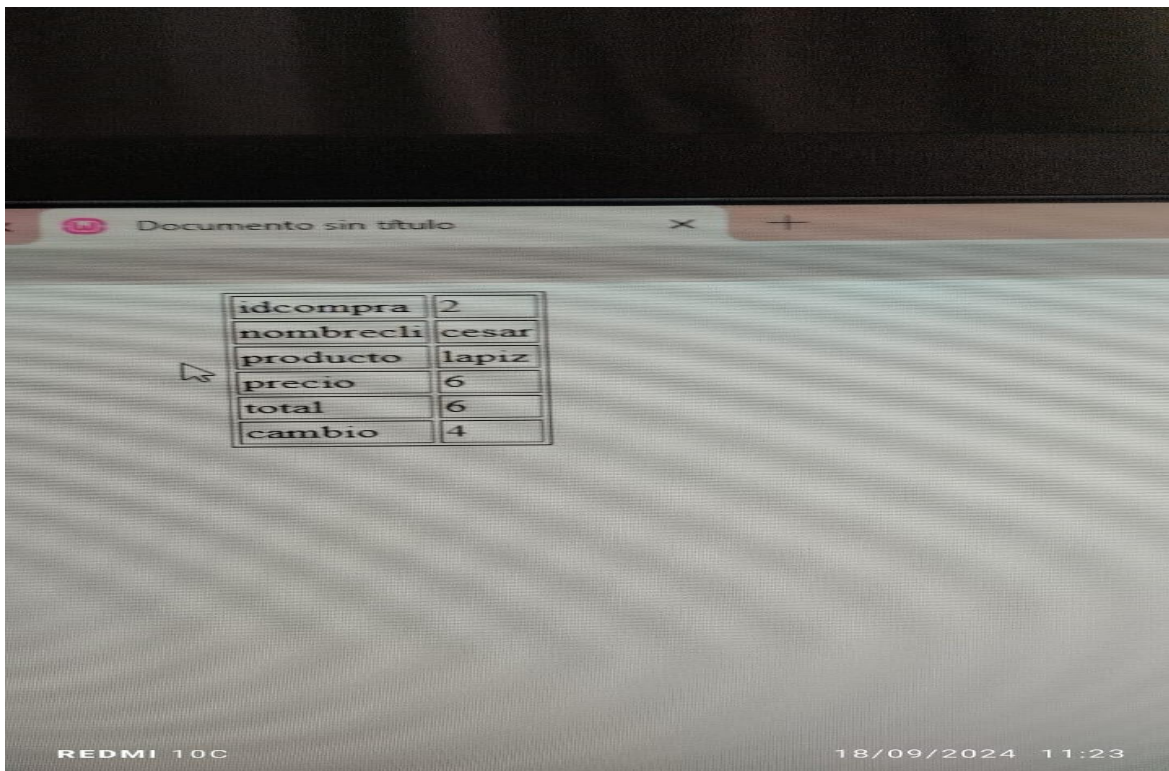 Documento sin título
idcompra 2
nombrecli cesar
producto lapiz
precio 6
total 6
cambio 4
REDMI 10C
18/09/2024 11:23